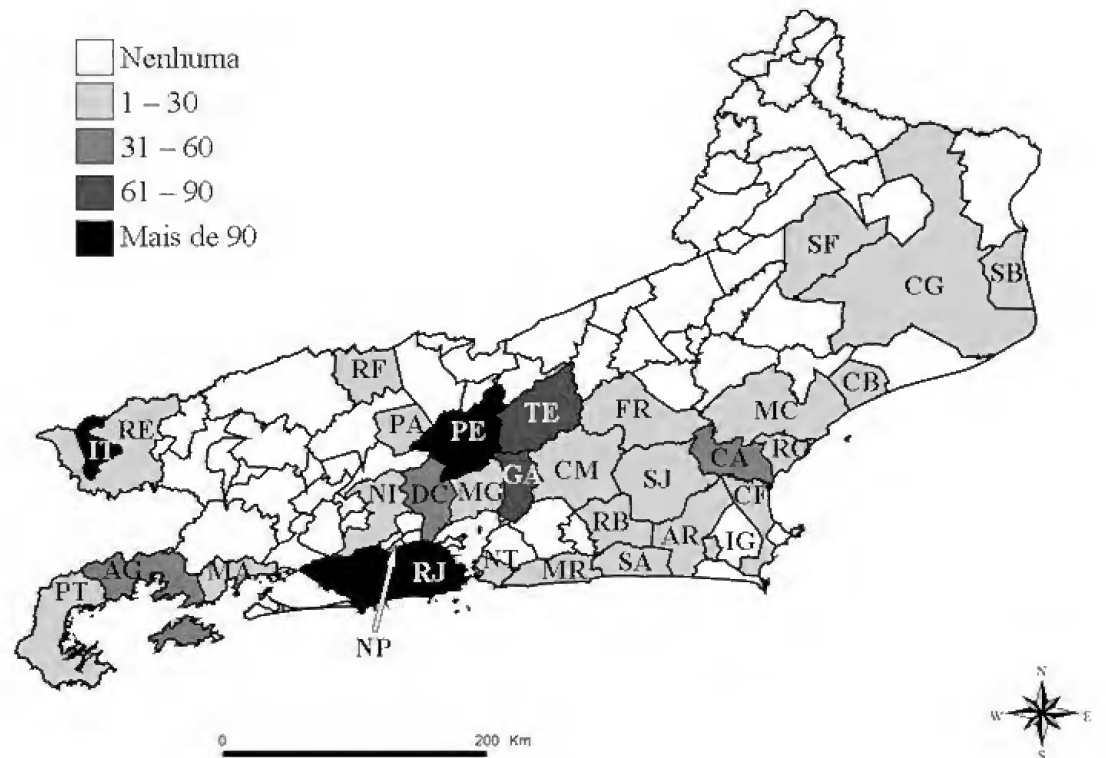 Nenhuma
1 – 30
31 – 60
61 – 90
Mais de 90
SF
CG
SB
RF
CB
RE
PA
PE
TE
FR
MC
IT
RO
CA
GA
CM
NI
DC
MG
SJ
CF
RB
AR
IG
NT
AG
MA
RJ
MR
SA
PT
NP
N
W
E
S
0
200 Km